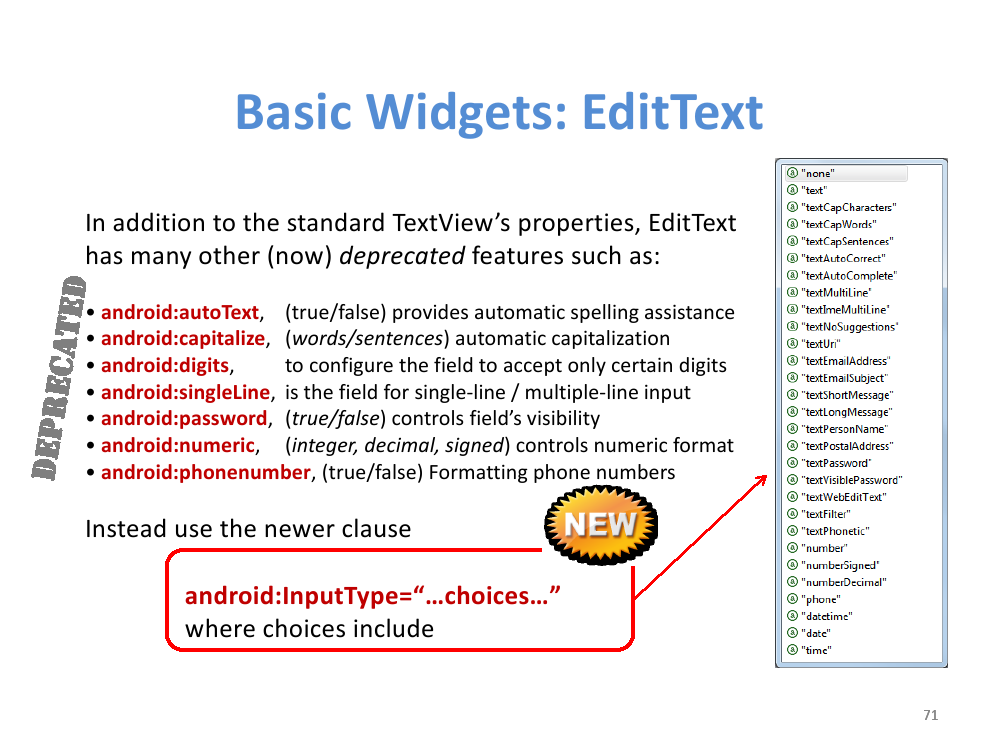 Basic Widgets: EditText
In addition to the standard TextView's properties, EditText
has many other (now) deprecated features such as:
DEPRECATED
• android:autoText, (true/false) provides automatic spelling assistance
• android:capitalize, (words/sentences) automatic capitalization
• android:digits, to configure the field to accept only certain digits
• android:singleLine, is the field for single-line / multiple-line input
• android:password, (true/false) controls field's visibility
• android:numeric, (integer, decimal, signed) controls numeric format
• android:phonenumber, (true/false) Formatting phone numbers
Instead use the newer clause
NEW
android:InputType="…choices…"
where choices include
"none"
"text"
"textCapCharacters"
"textCapWords"
"textCapSentences"
"textAutoCorrect"
"textAutoComplete"
"textMultiLine"
"textImeMultiLine"
"textNoSuggestions"
"textUri"
"textEmailAddress"
"textEmailSubject"
"textShortMessage"
"textLongMessage"
"textPersonName"
"textPostalAddress"
"textPassword"
"textVisiblePassword"
"textWebEditText"
"textFilter"
"textPhonetic"
"number"
"numberSigned"
"numberDecimal"
"phone"
"datetime"
"date"
"time"
71